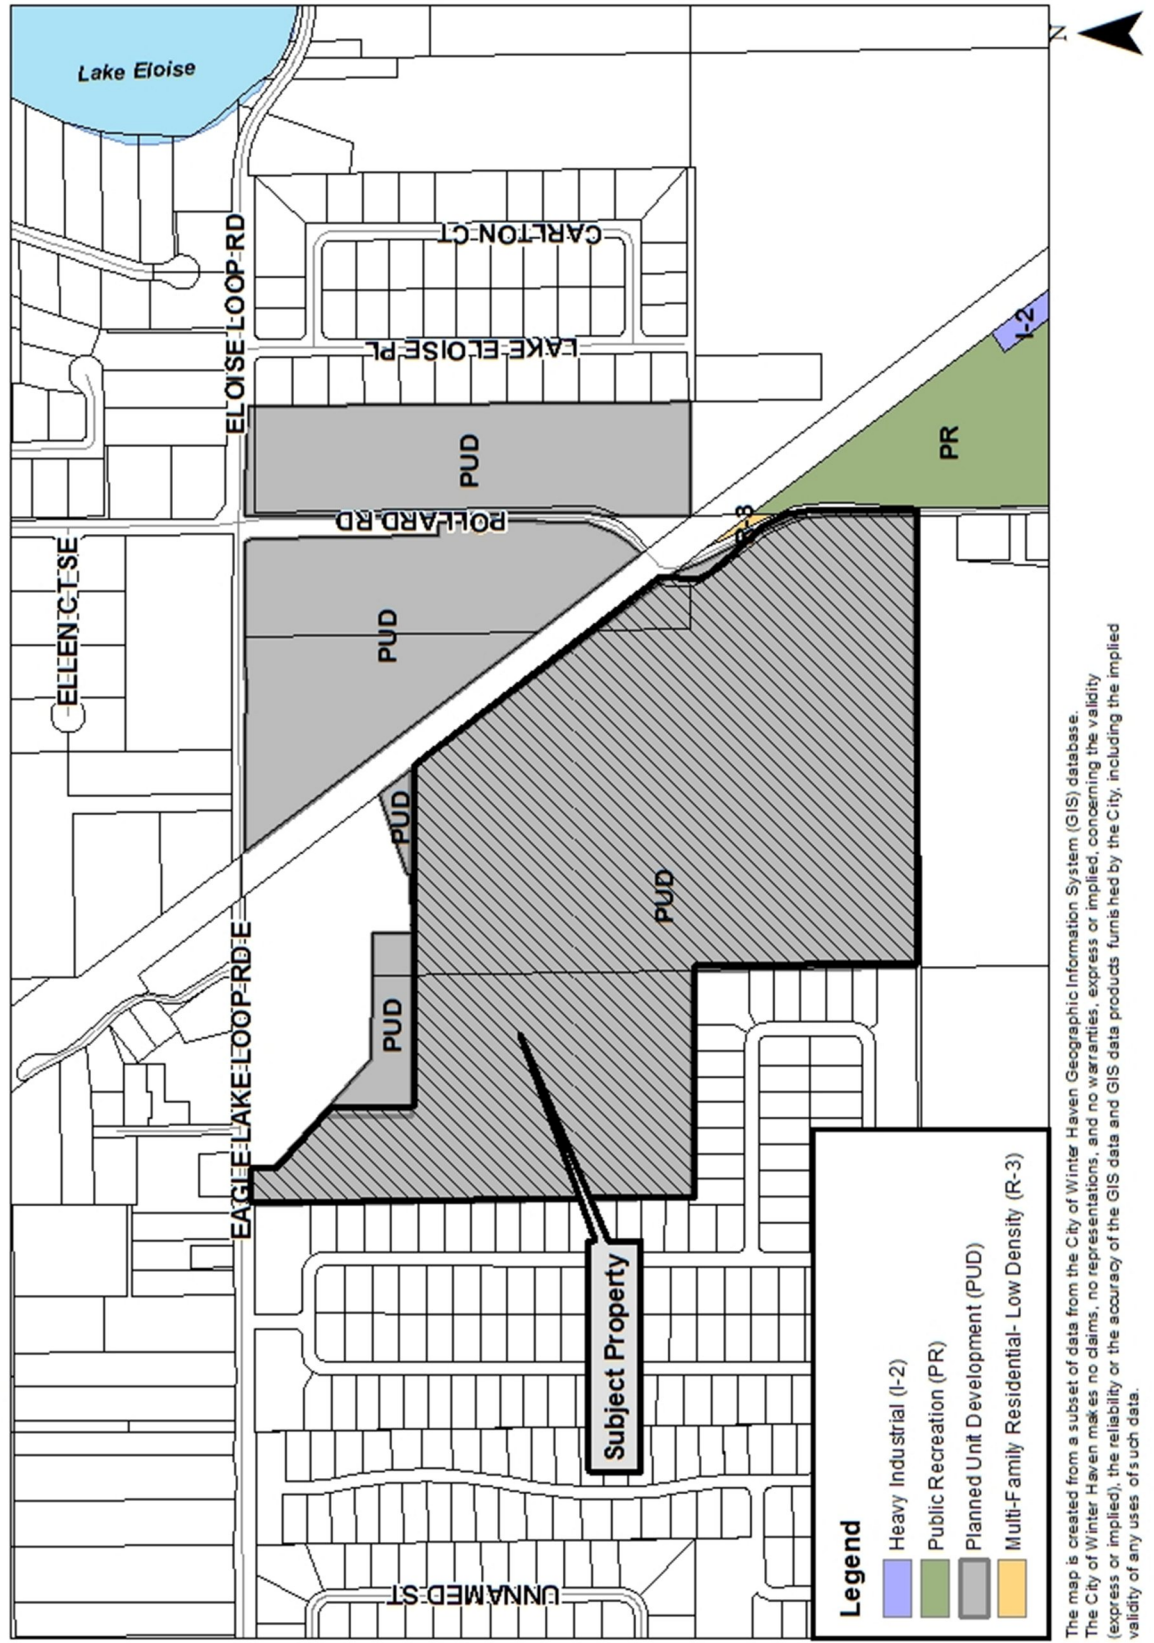 Lake Eloise
ELOISE LOOP RD
CARLTON CT
LAKE ELOISE PL
PUD
POLLARD RD
ELLEN CT SE
PUD
R-3
PR
I-2
N
PUD
PUD
PUD
EAGLE LAKE LOOP RD E
Subject Property
UNNAMED ST
Legend
Heavy Industrial (I-2)
Public Recreation (PR)
Planned Unit Development (PUD)
Multi-Family Residential- Low Density (R-3)
The map is created from a subset of data from the City of Winter Haven Geographic Information System (GIS) database.
The City of Winter Haven makes no claims, no representations, and no warranties, express or implied, concerning the validity
(express or implied), the reliability or the accuracy of the GIS data and GIS data products furnished by the City, including the implied
validity of any uses of such data.